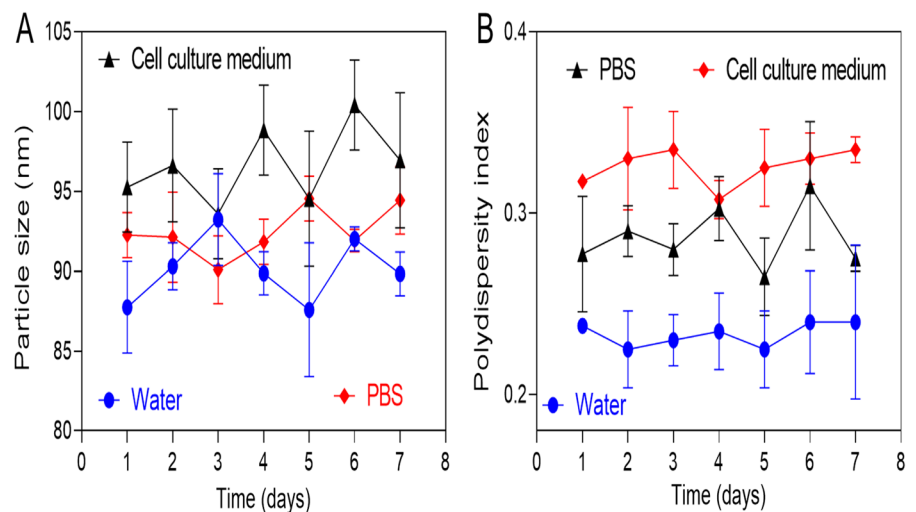 A
Particle size (nm)
105
100
95
90
85
80
Cell culture medium
Water
PBS
0 1 2 3 4 5 6 7 8
Time (days)
B
Polydispersity index
0.4
0.3
0.2
PBS
Cell culture medium
Water
0 1 2 3 4 5 6 7 8
Time (days)